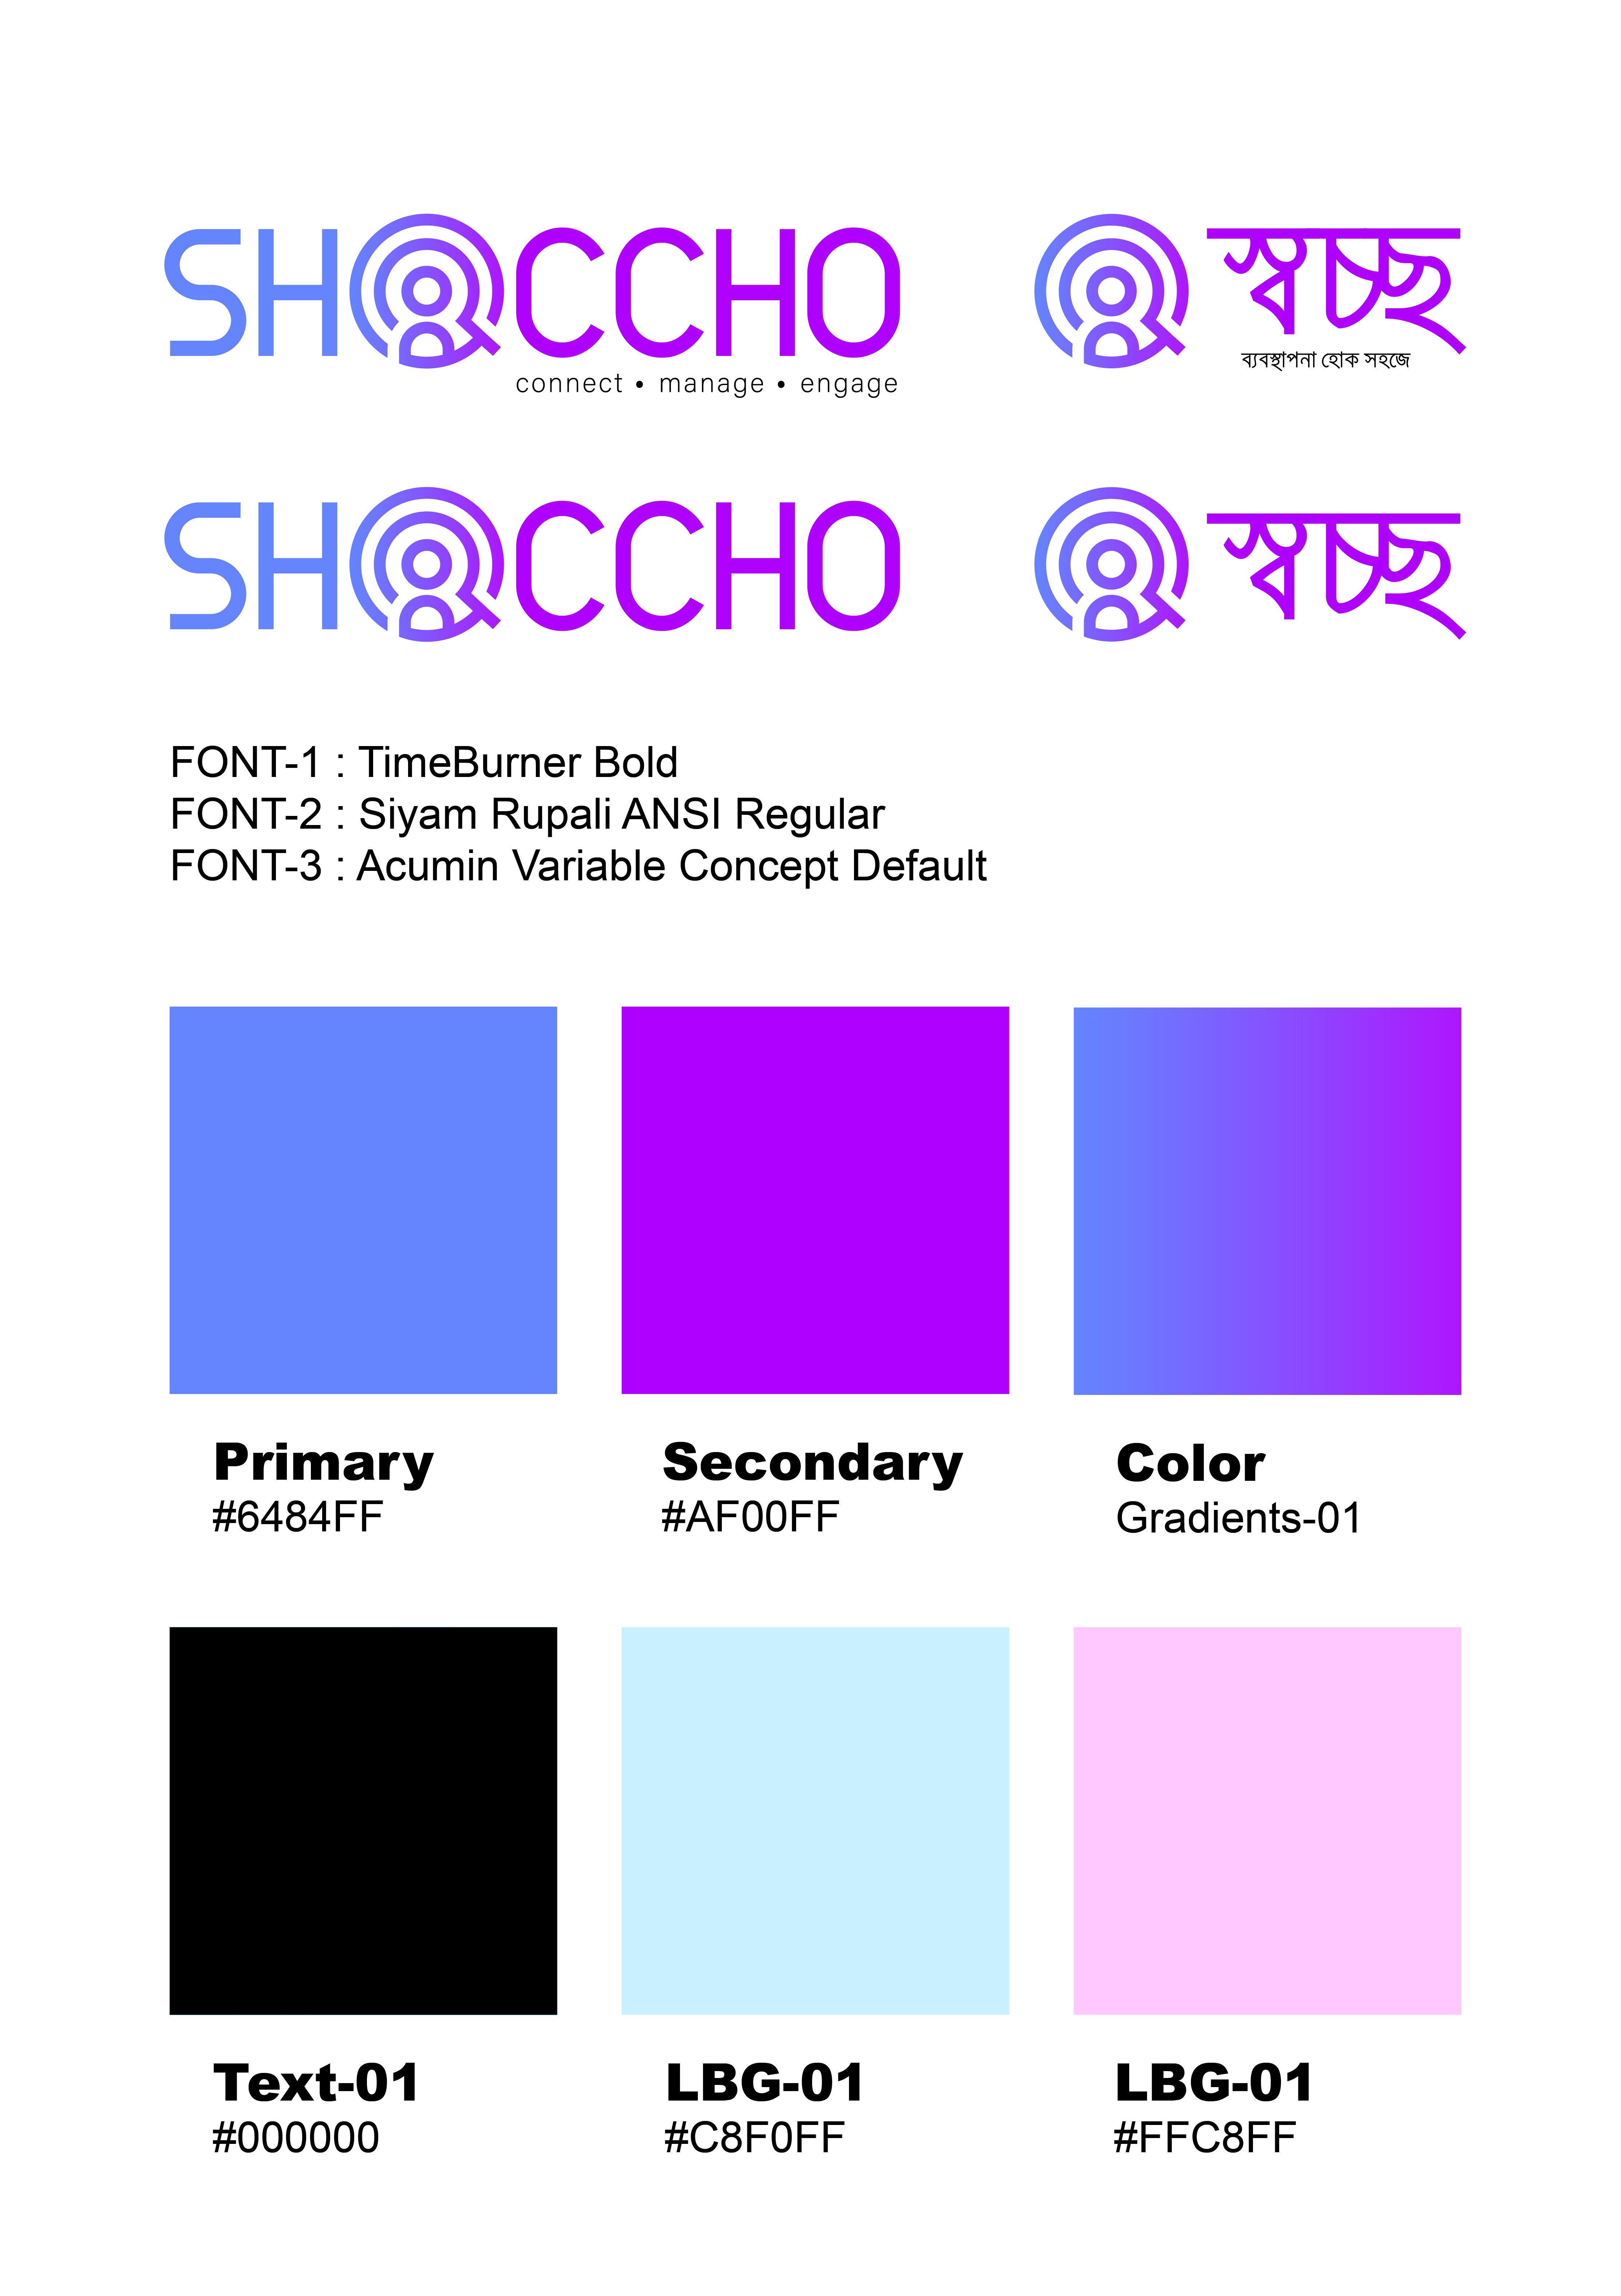 SHOCCHO
connect • manage • engage
স্বচ্ছ
ব্যবস্থাপনা হোক সহজে
SHOCCHO
স্বচ্ছ
FONT-1 : TimeBurner Bold
FONT-2 : Siyam Rupali ANSI Regular
FONT-3 : Acumin Variable Concept Default
Primary
#6484FF
Secondary
#AF00FF
Color
Gradients-01
Text-01
#000000
LBG-01
#C8F0FF
LBG-01
#FFC8FF